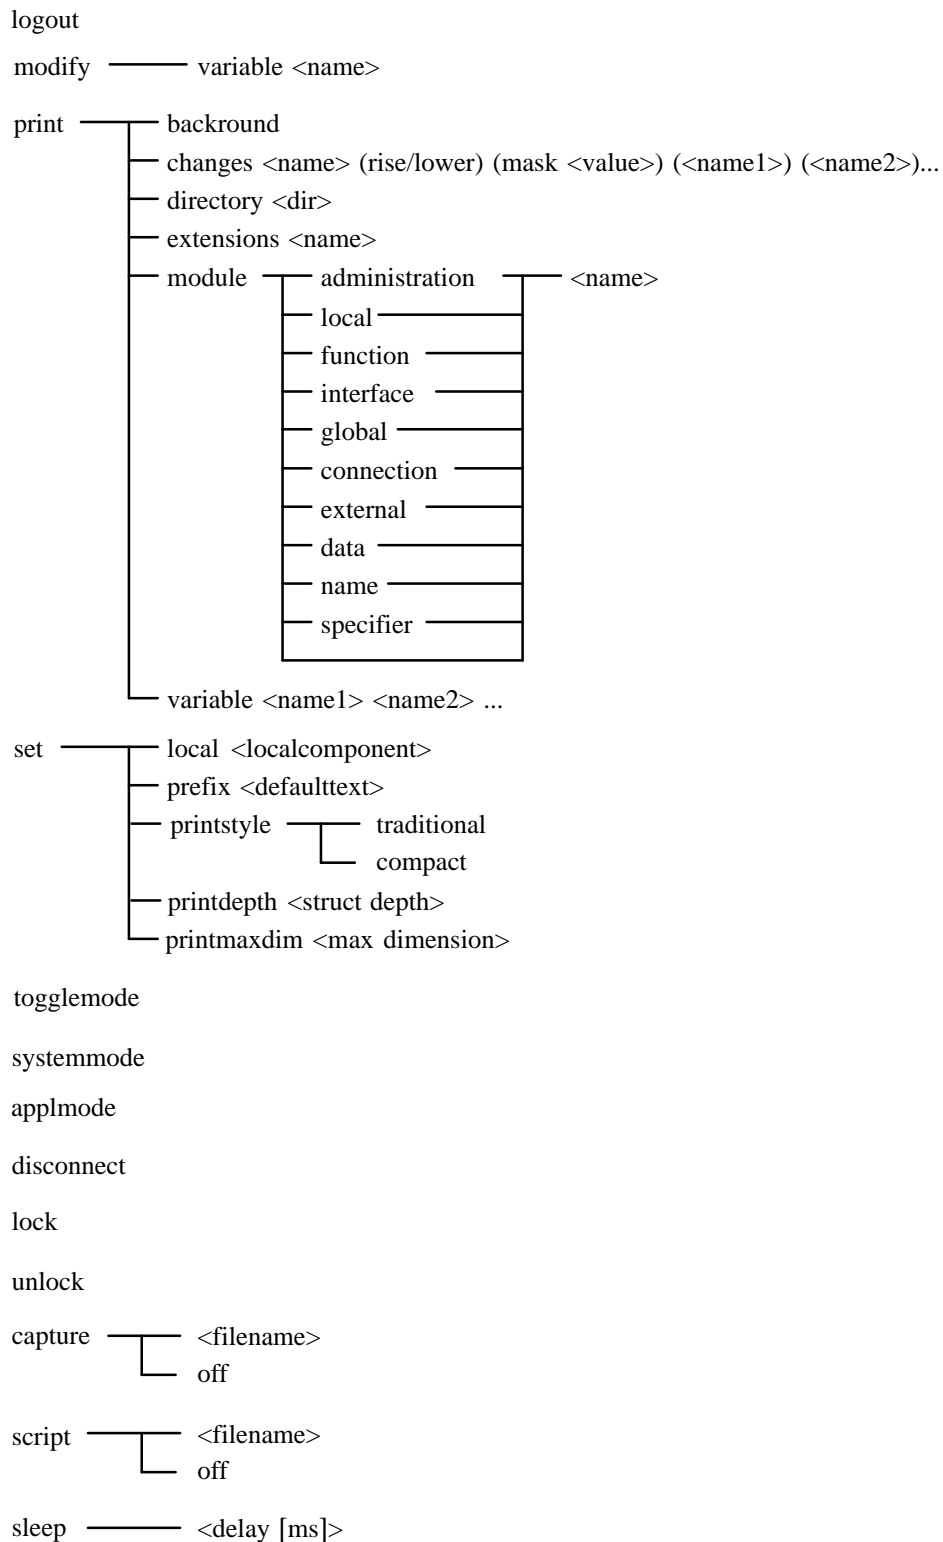 logout
modify variable <name>
print backround
changes <name> (rise/lower) (mask <value>) (<name1>) (<name2>)...
directory <dir>
extensions <name>
module administration <name>
local
function
interface
global
connection
external
data
name
specifier
variable <name1> <name2> ...
set local <localcomponent>
prefix <defaulttext>
printstyle traditional
compact
printdepth <struct depth>
printmaxdim <max dimension>
togglemode
systemmode
applmode
disconnect
lock
unlock
capture <filename>
off
script <filename>
off
sleep <delay [ms]>